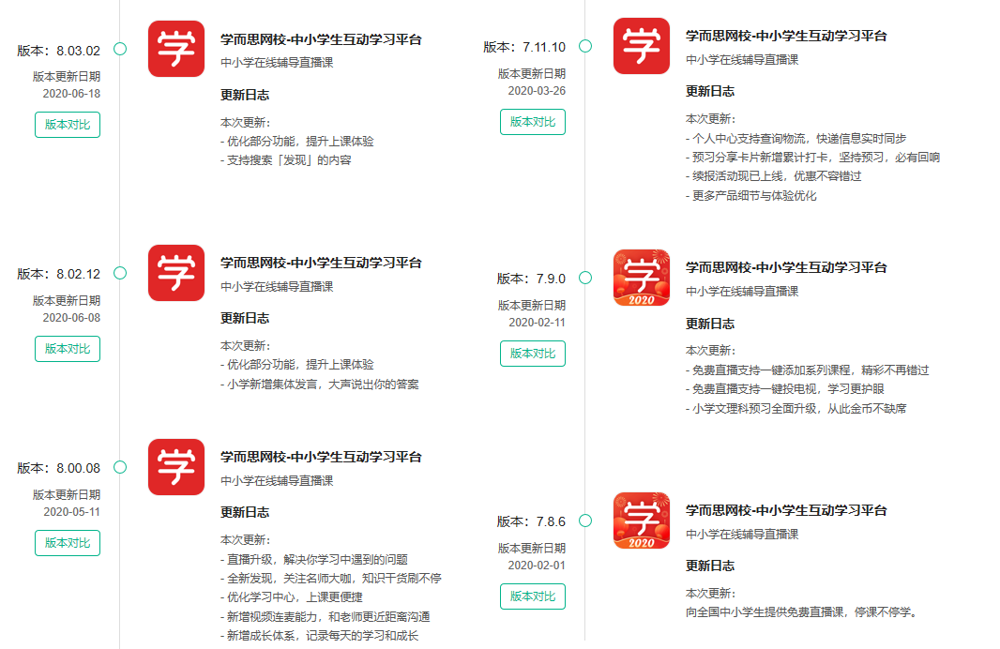 版本：8.03.02
版本更新日期
2020-06-18
版本对比
学
学而思网校-中小学生互动学习平台
中小学在线辅导直播课
更新日志
本次更新：
- 优化部分功能，提升上课体验
- 支持搜索「发现」的内容
版本：8.02.12
版本更新日期
2020-06-08
版本对比
学
学而思网校-中小学生互动学习平台
中小学在线辅导直播课
更新日志
本次更新：
- 优化部分功能，提升上课体验
- 小学新增集体发言，大声说出你的答案
版本：8.00.08
版本更新日期
2020-05-11
版本对比
学
学而思网校-中小学生互动学习平台
中小学在线辅导直播课
更新日志
本次更新：
- 直播升级，解决你学习中遇到的问题
- 全新发现，关注名师大咖，知识干货刷不停
- 优化学习中心，上课更便捷
- 新增视频连麦能力，和老师更近距离沟通
- 新增成长体系，记录每天的学习和成长
版本：7.11.10
版本更新日期
2020-03-26
版本对比
学
学而思网校-中小学生互动学习平台
中小学在线辅导直播课
更新日志
本次更新：
- 个人中心支持查询物流，快递信息实时同步
- 预习分享卡片新增累计打卡，坚持预习，必有回响
- 续报活动现已上线，优惠不容错过
- 更多产品细节与体验优化
版本：7.9.0
版本更新日期
2020-02-11
版本对比
学
2020
学而思网校-中小学生互动学习平台
中小学在线辅导直播课
更新日志
本次更新：
- 免费直播支持一键添加系列课程，精彩不再错过
- 免费直播支持一键投电视，学习更护眼
- 小学文理科预习全面升级，从此金币不缺席
版本：7.8.6
版本更新日期
2020-02-01
版本对比
学
2020
学而思网校-中小学生互动学习平台
中小学在线辅导直播课
更新日志
本次更新：
向全国中小学生提供免费直播课，停课不停学。